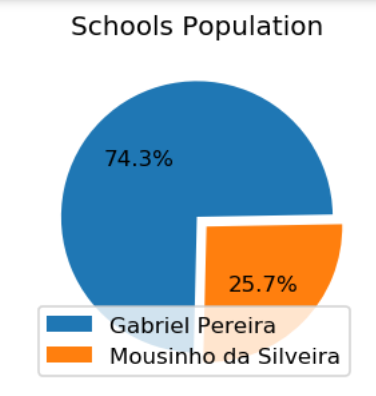 Schools Population
74.3%
25.7%
Gabriel Pereira
Mousinho da Silveira